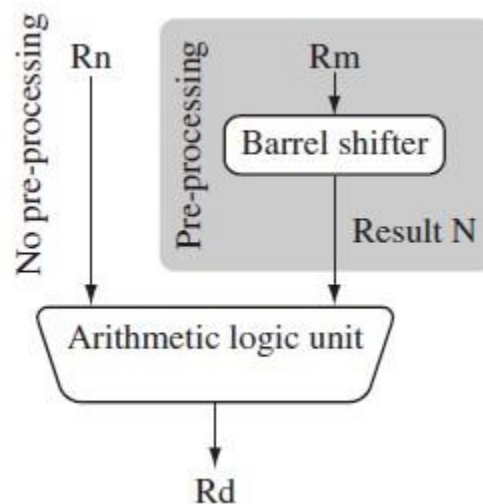 Rn
Rm
No pre-processing
Pre-processing
Barrel shifter
Result N
Arithmetic logic unit
Rd